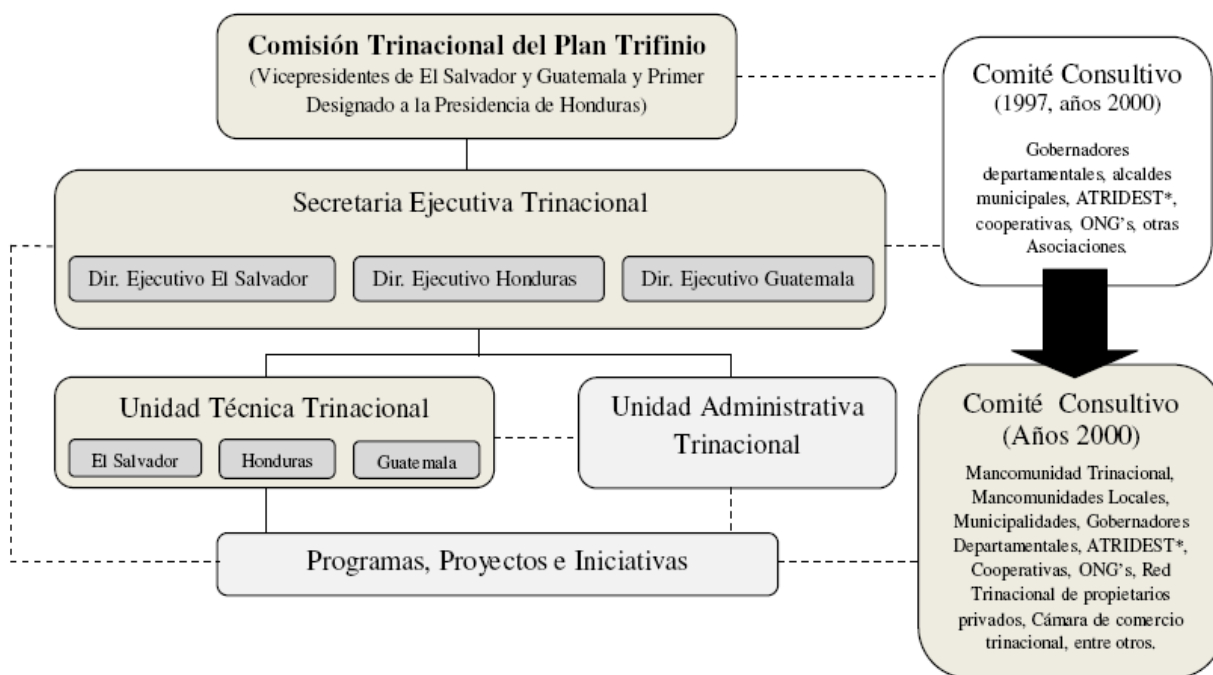 Comisión Trinacional del Plan Trifinio
(Vicepresidentes de El Salvador y Guatemala y Primer
Designado a la Presidencia de Honduras)
Secretaria Ejecutiva Trinacional
Dir. Ejecutivo El Salvador
Dir. Ejecutivo Honduras
Dir. Ejecutivo Guatemala
Unidad Técnica Trinacional
El Salvador
Honduras
Guatemala
Unidad Administrativa
Trinacional
Programas, Proyectos e Iniciativas
Comité Consultivo
(1997, años 2000)
Gobernadores
departamentales, alcaldes
municipales, ATRIDEST*,
cooperativas, ONG's, otras
Asociaciones.
Comité Consultivo
(Años 2000)
Mancomunidad Trinacional,
Mancomunidades Locales,
Municipalidades, Gobernadores
Departamentales, ATRIDEST*,
Cooperativas, ONG's, Red
Trinacional de propietarios
privados, Cámara de comercio
trinacional, entre otros.